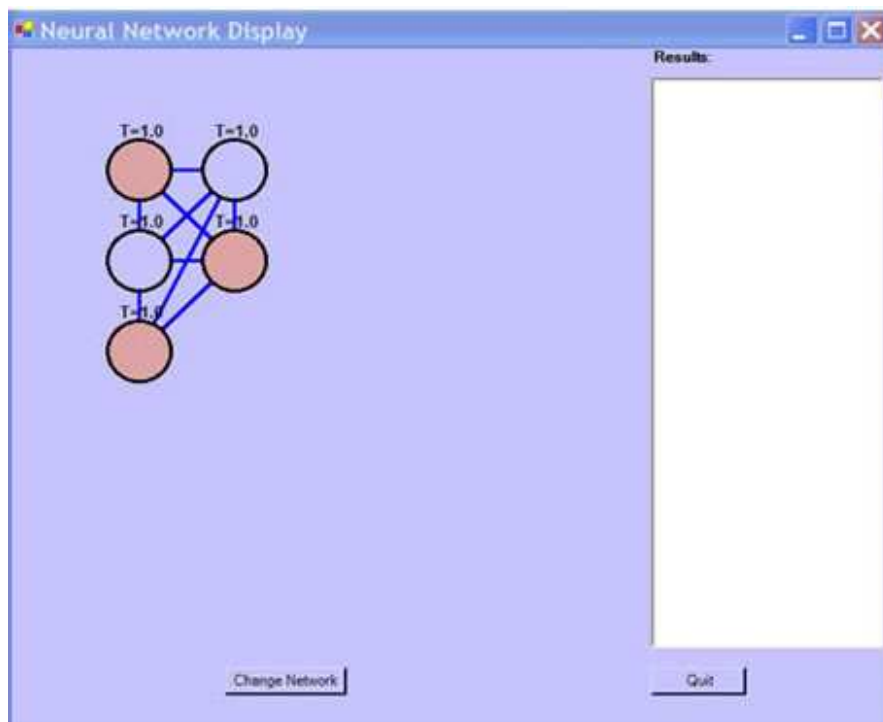 Neural Network Display
Results:
T=1.0 T=1.0
T=1.0 T=1.0
T=1.0
Change Network Quit